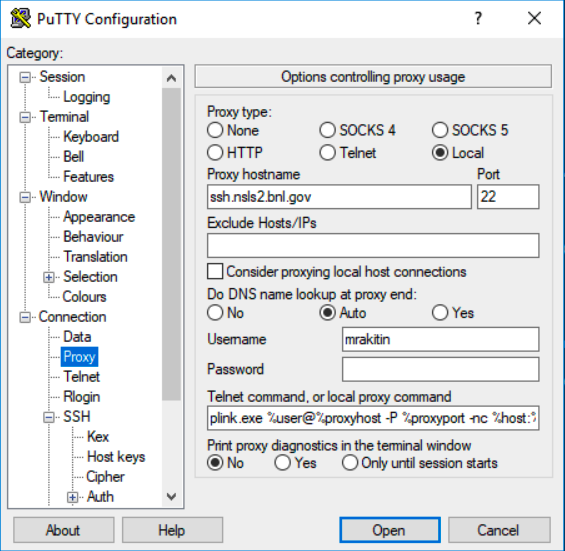 PuTTY Configuration ?
Category:
Session
Logging
Terminal
Keyboard
Bell
Features
Window
Appearance
Behaviour
Translation
Selection
Colours
Connection
Data
Proxy
Telnet
Rlogin
SSH
Kex
Host keys
Cipher
Auth
Options controlling proxy usage
Proxy type:
None SOCKS 4 SOCKS 5
HTTP Telnet Local
Proxy hostname Port
ssh.nsls2.bnl.gov 22
Exclude Hosts/IPs
Consider proxying local host connections
Do DNS name lookup at proxy end:
No Auto Yes
Username mrakitin
Password
Telnet command, or local proxy command
plink.exe %user@%proxyhost -P %proxyport -nc %host:%
Print proxy diagnostics in the terminal window
No Yes Only until session starts
About Help Open Cancel